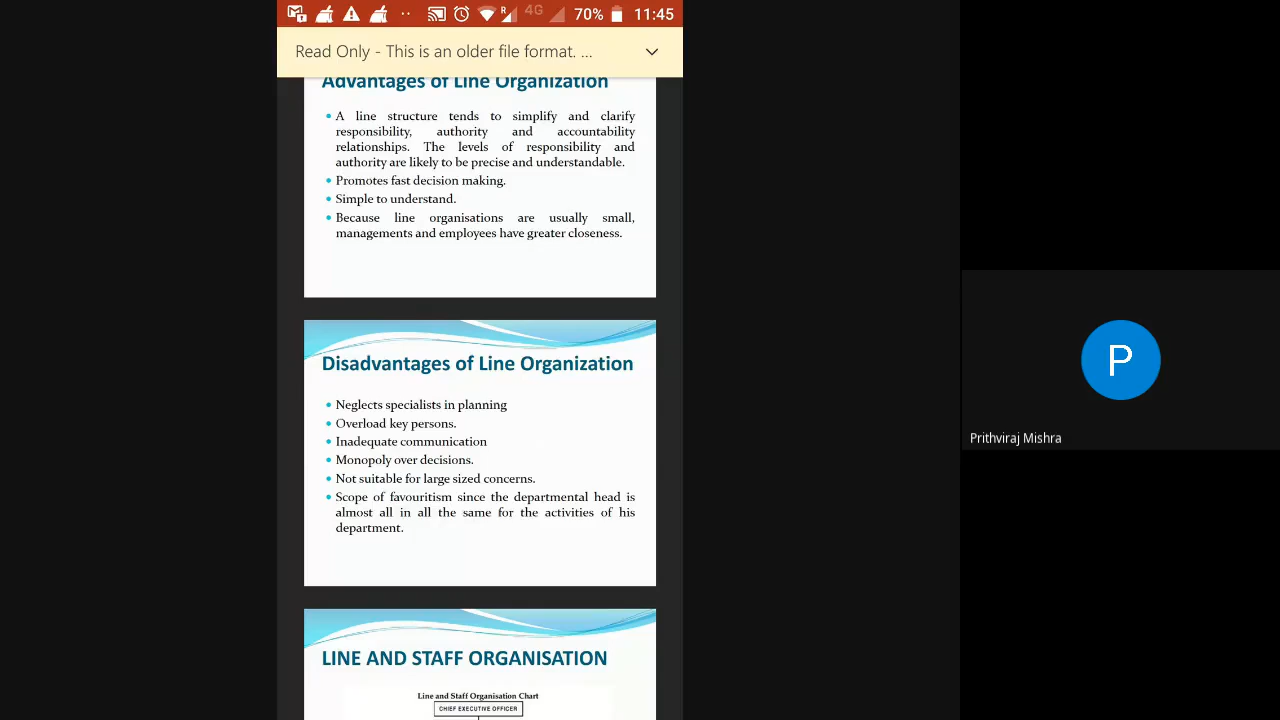 R 4G 70% 11:45
Read Only - This is an older file format. ...
Advantages of Line Organization
• A line structure tends to simplify and clarify
responsibility, authority and accountability
relationships. The levels of responsibility and
authority are likely to be precise and understandable.
• Promotes fast decision making.
• Simple to understand.
• Because line organisations are usually small,
managements and employees have greater closeness.
Disadvantages of Line Organization
• Neglects specialists in planning
• Overload key persons.
• Inadequate communication
• Monopoly over decisions.
• Not suitable for large sized concerns.
• Scope of favouritism since the departmental head is
almost all in all the same for the activities of his
department.
P
Prithviraj Mishra
LINE AND STAFF ORGANISATION
Line and Staff Organisation Chart
CHIEF EXECUTIVE OFFICER